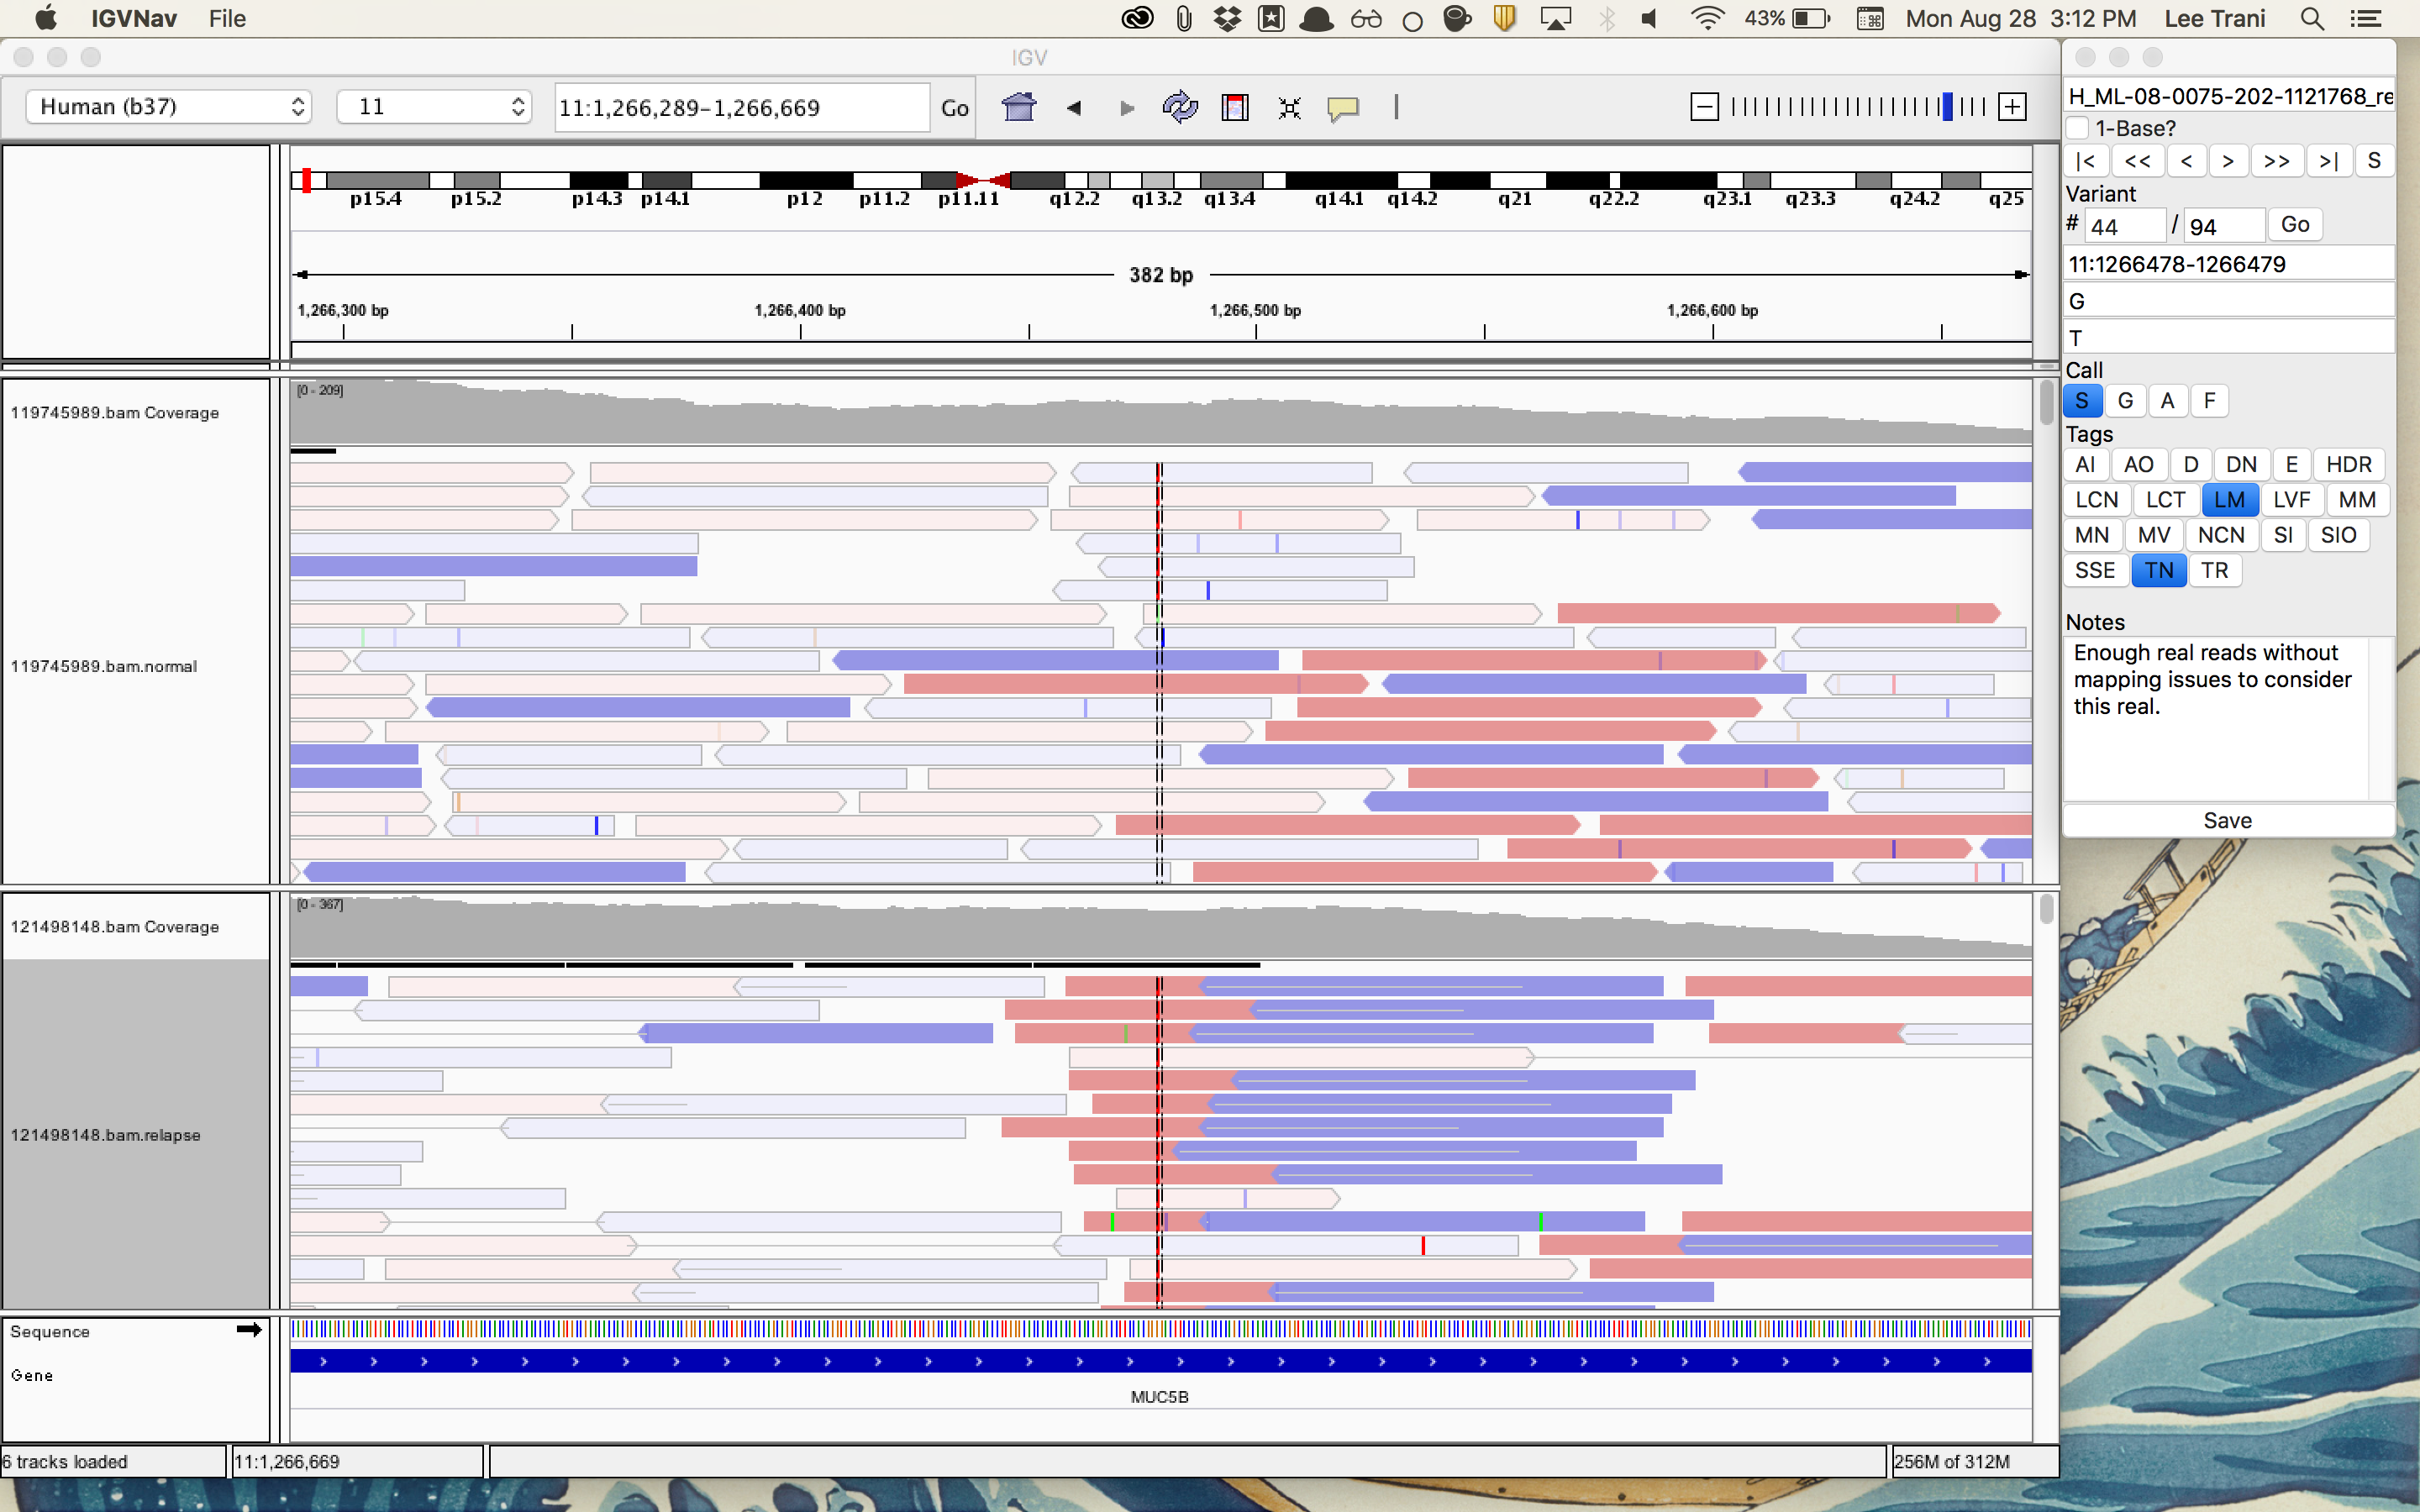 IGVNav File 43% Mon Aug 28 3:12 PM Lee Trani
IGV
Human (b37) 11 11:1,266,289-1,266,669 Go
p15.4 p15.2 p14.3 p14.1 p12 p11.2 p11.11 q12.2 q13.2 q13.4 q14.1 q14.2 q21 q22.2 q23.1 q23.3 q24.2 q25
382 bp
1,266,300 bp 1,266,400 bp 1,266,500 bp 1,266,600 bp
[0 - 209]
119745989.bam Coverage
119745989.bam.normal
[0 - 367]
121498148.bam Coverage
121498148.bam.relapse
Sequence
Gene
MUC5B
6 tracks loaded 11:1,266,669 256M of 312M
H_ML-08-0075-202-1121768_re
1-Base?
|< << < > >> >| S
Variant
# 44 / 94 Go
11:1266478-1266479
G
T
Call
S G A F
Tags
AI AO D DN E HDR
LCN LCT LM LVF MM
MN MV NCN SI SIO
SSE TN TR
Notes
Enough real reads without
mapping issues to consider
this real.
Save